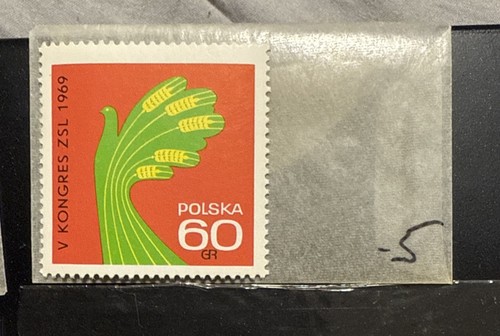 V KONGRES ZSL 1969
POLSKA
60
GR
-5